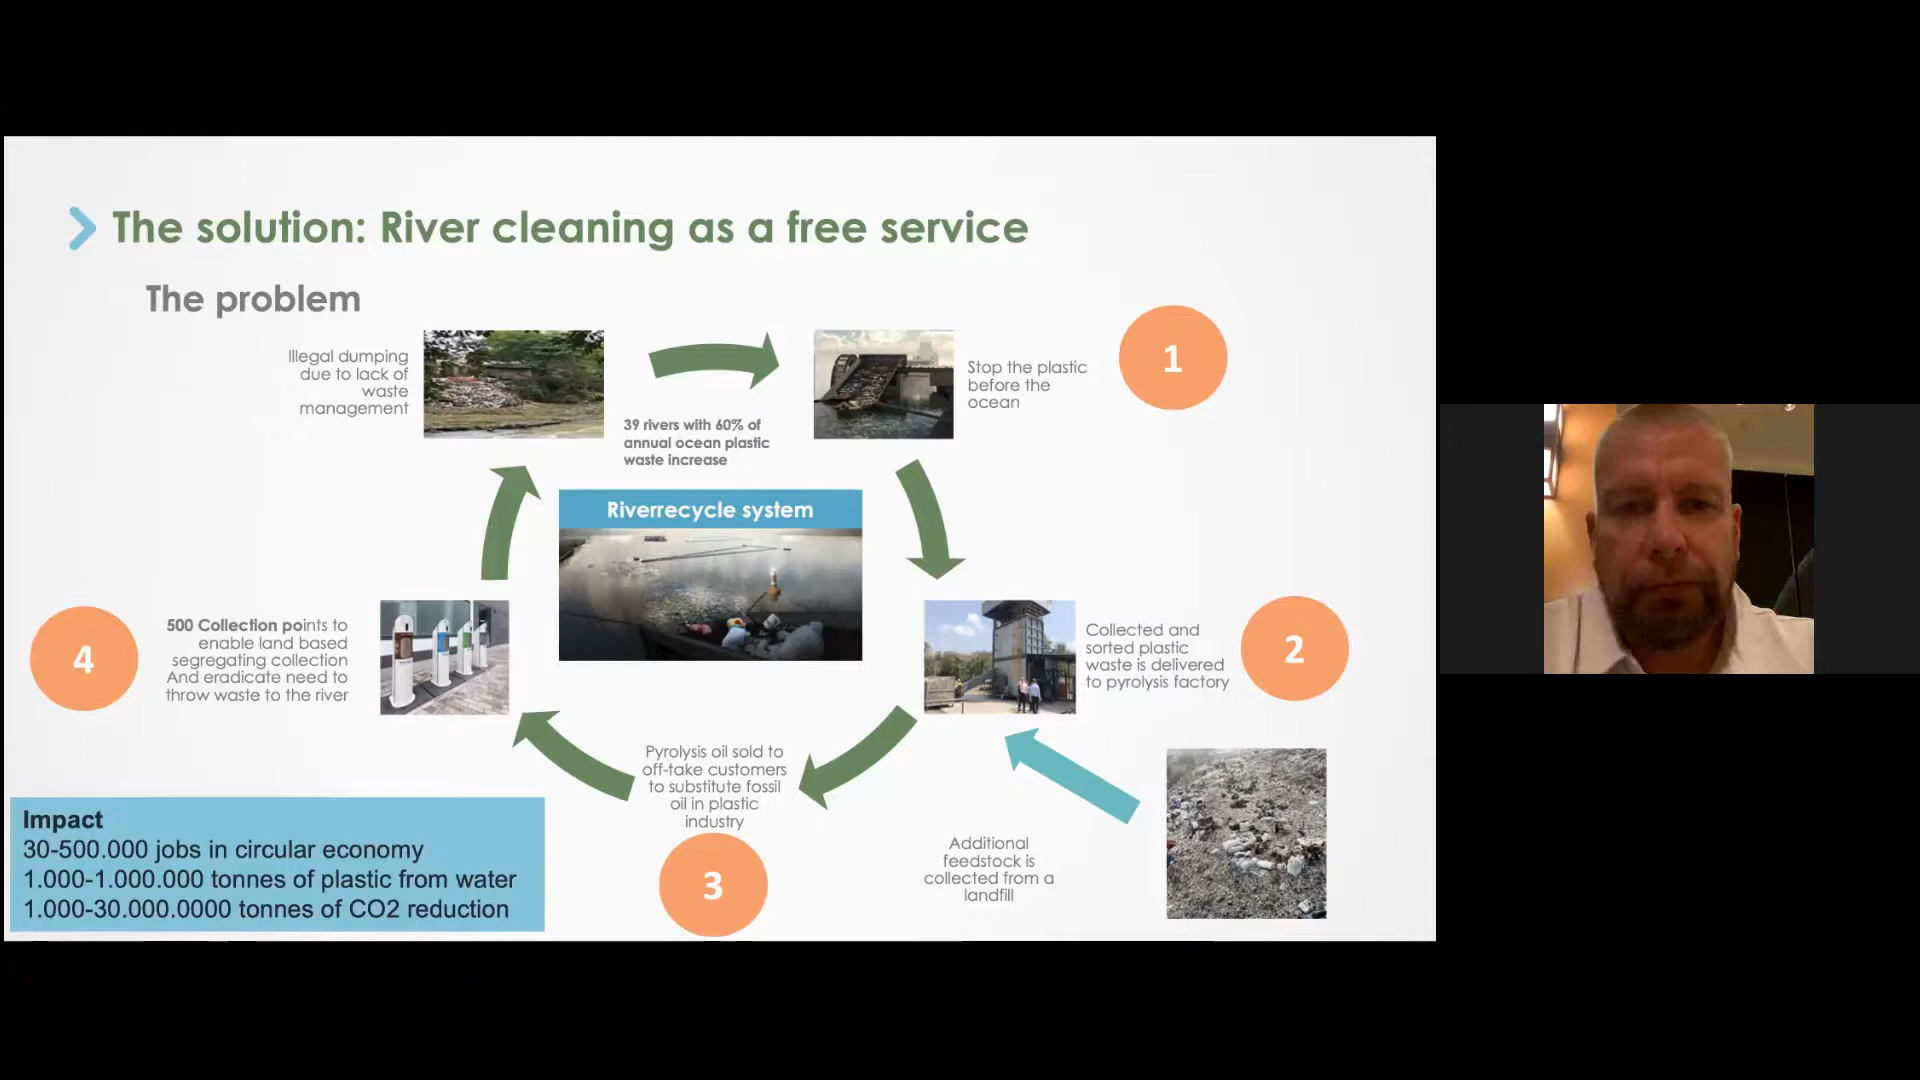 The solution: River cleaning as a free service
The problem
Illegal dumping
due to lack of
waste
management
39 rivers with 60% of
annual ocean plastic
waste increase
Stop the plastic
before the
ocean
1
Riverrecycle system
Collected and
sorted plastic
waste is delivered
to pyrolysis factory
2
4
500 Collection points to
enable land based
segregating collection
And eradicate need to
throw waste to the river
Pyrolysis oil sold to
off-take customers
to substitute fossil
oil in plastic
industry
3
Additional
feedstock is
collected from a
landfill
Impact
30-500.000 jobs in circular economy
1.000-1.000.000 tonnes of plastic from water
1.000-30.000.0000 tonnes of CO2 reduction